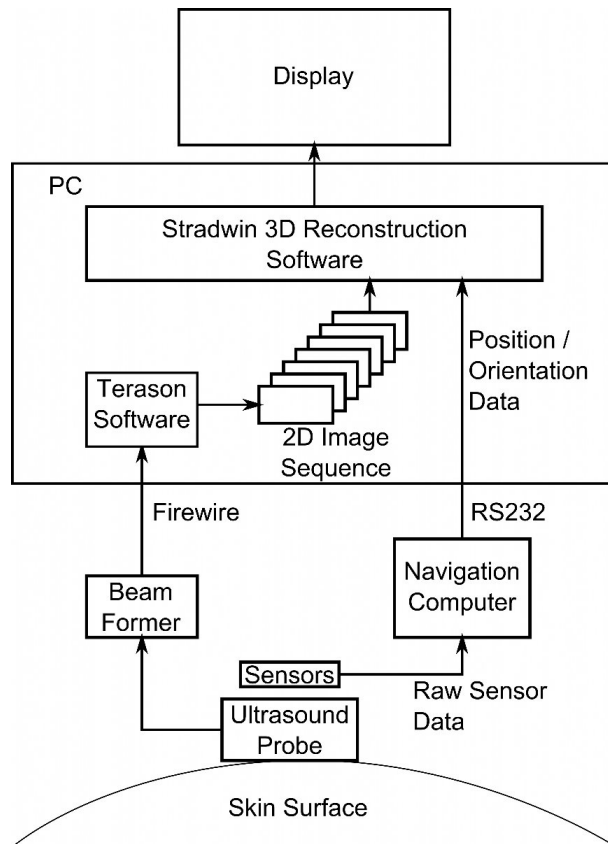 Display
PC
Stradwin 3D Reconstruction
Software
Position /
Orientation
Data
Terason
Software
2D Image
Sequence
Firewire
RS232
Beam
Former
Navigation
Computer
Sensors
Raw Sensor
Data
Ultrasound
Probe
Skin Surface